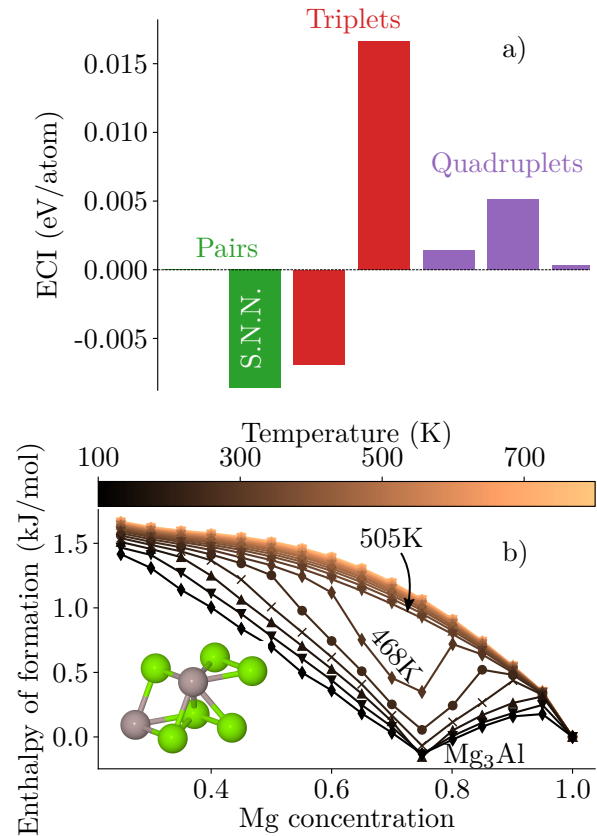 Triplets
a)
0.015
0.010
0.005
0.000
-0.005
ECI (eV/atom)
Quadruplets
Pairs
S.N.N.
Temperature (K)
100 300 500 700
Enthalpy of formation (kJ/mol)
1.5
1.0
0.5
0.0
505K
b)
468K
Mg₃Al
0.4 0.6 0.8 1.0
Mg concentration